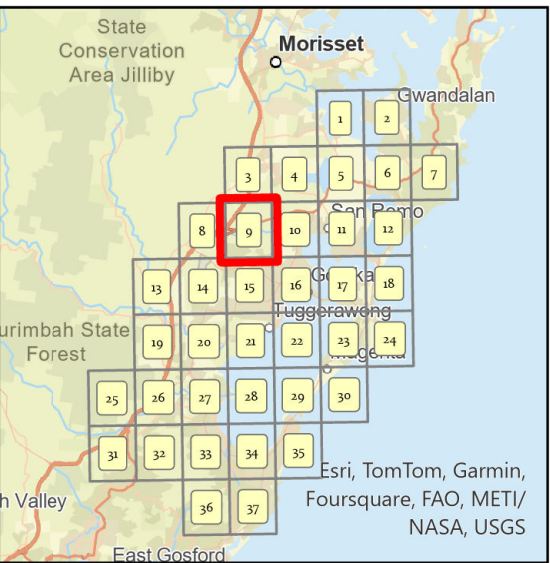 State
Conservation
Area Jilliby
Morisset
Gwandalan
1 2
3 4 5 6 7
San Remo
8 9 10 11 12
13 14 15 16 17 18
Tuggerawong
urimbah State
Forest
19 20 21 22 23 24
25 26 27 28 29 30
31 32 33 34 35
Esri, TomTom, Garmin,
Foursquare, FAO, METI/
NASA, USGS
h Valley
36 37
East Gosford